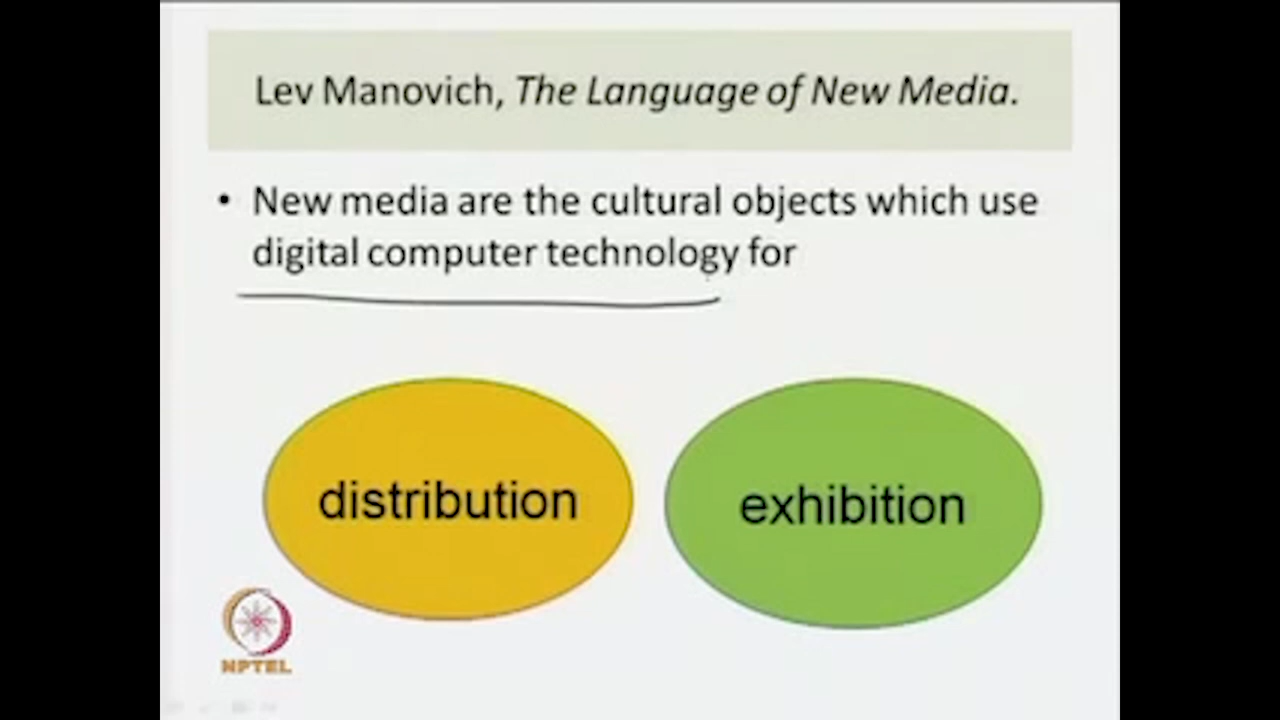 Lev Manovich, The Language of New Media.
• New media are the cultural objects which use
digital computer technology for
distribution
exhibition
NPTEL